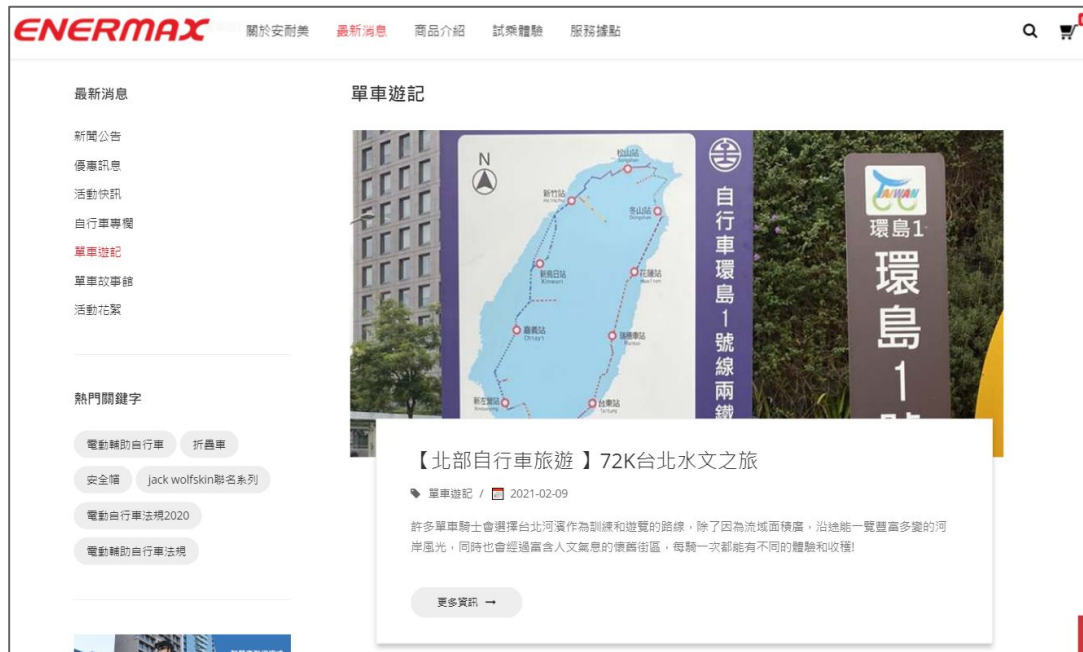 ENERMAX
關於安耐美 最新消息 商品介紹 試乘體驗 服務據點
最新消息
新聞公告
優惠訊息
活動快訊
自行車專欄
單車遊記
單車故事館
活動花絮
熱門關鍵字
電動輔助自行車 折疊車
安全帽 jack wolfskin聯名系列
電動自行車法規2020
電動輔助自行車法規
單車遊記
N
松山站
Songshan
新竹站
冬山站
Dongshan
新烏日站
花蓮站
Hualien
嘉義站
Chiayi
瑞穗車站
新左營站
台東站
Taitung
自行車環島1號線兩鐵
TAIWAN
環島1
環島1號
【北部自行車旅遊 】72K台北水文之旅
單車遊記 / 2021-02-09
許多單車騎士會選擇台北河濱作為訓練和遊覽的路線,除了因為流域面積廣,沿途能一覽豐富多變的河
岸風光,同時也會經過富含人文氣息的懷舊街區,每騎一次都能有不同的體驗和收穫!
更多資訊 →